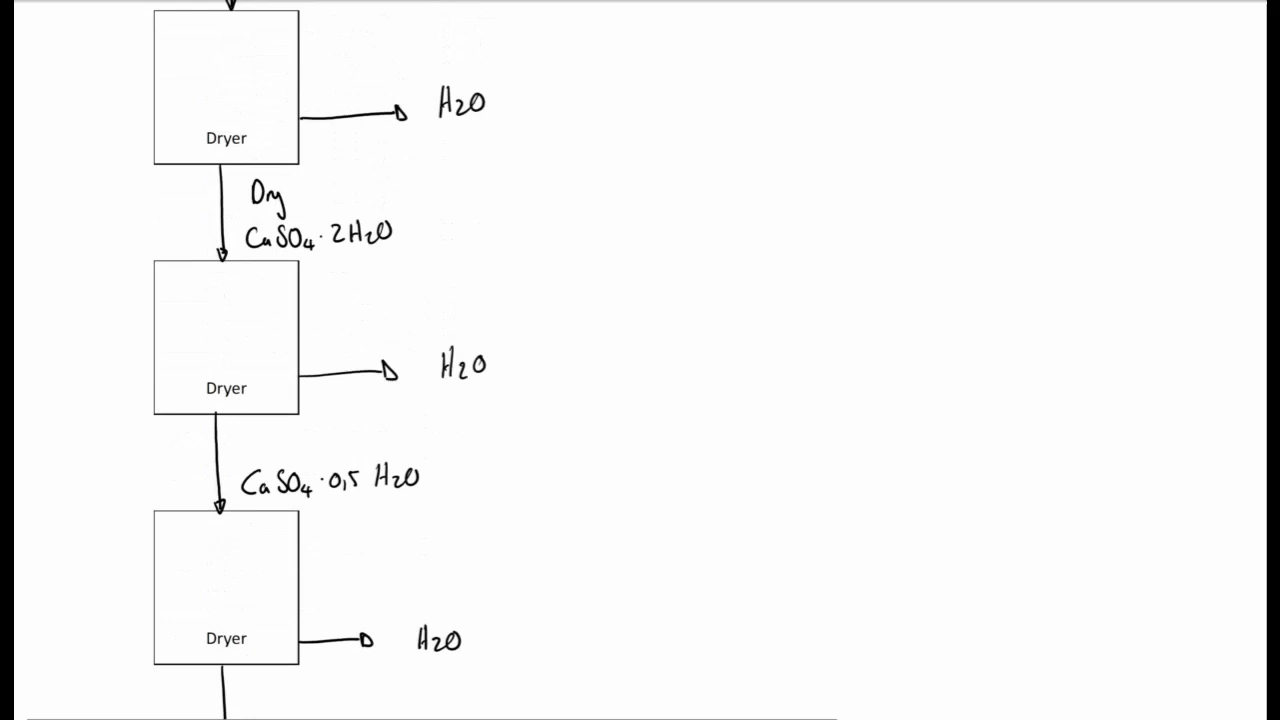 H2O
Dryer
Dry
CaSO4·2H2O
H2O
Dryer
CaSO4·0,5 H2O
Dryer
H2O